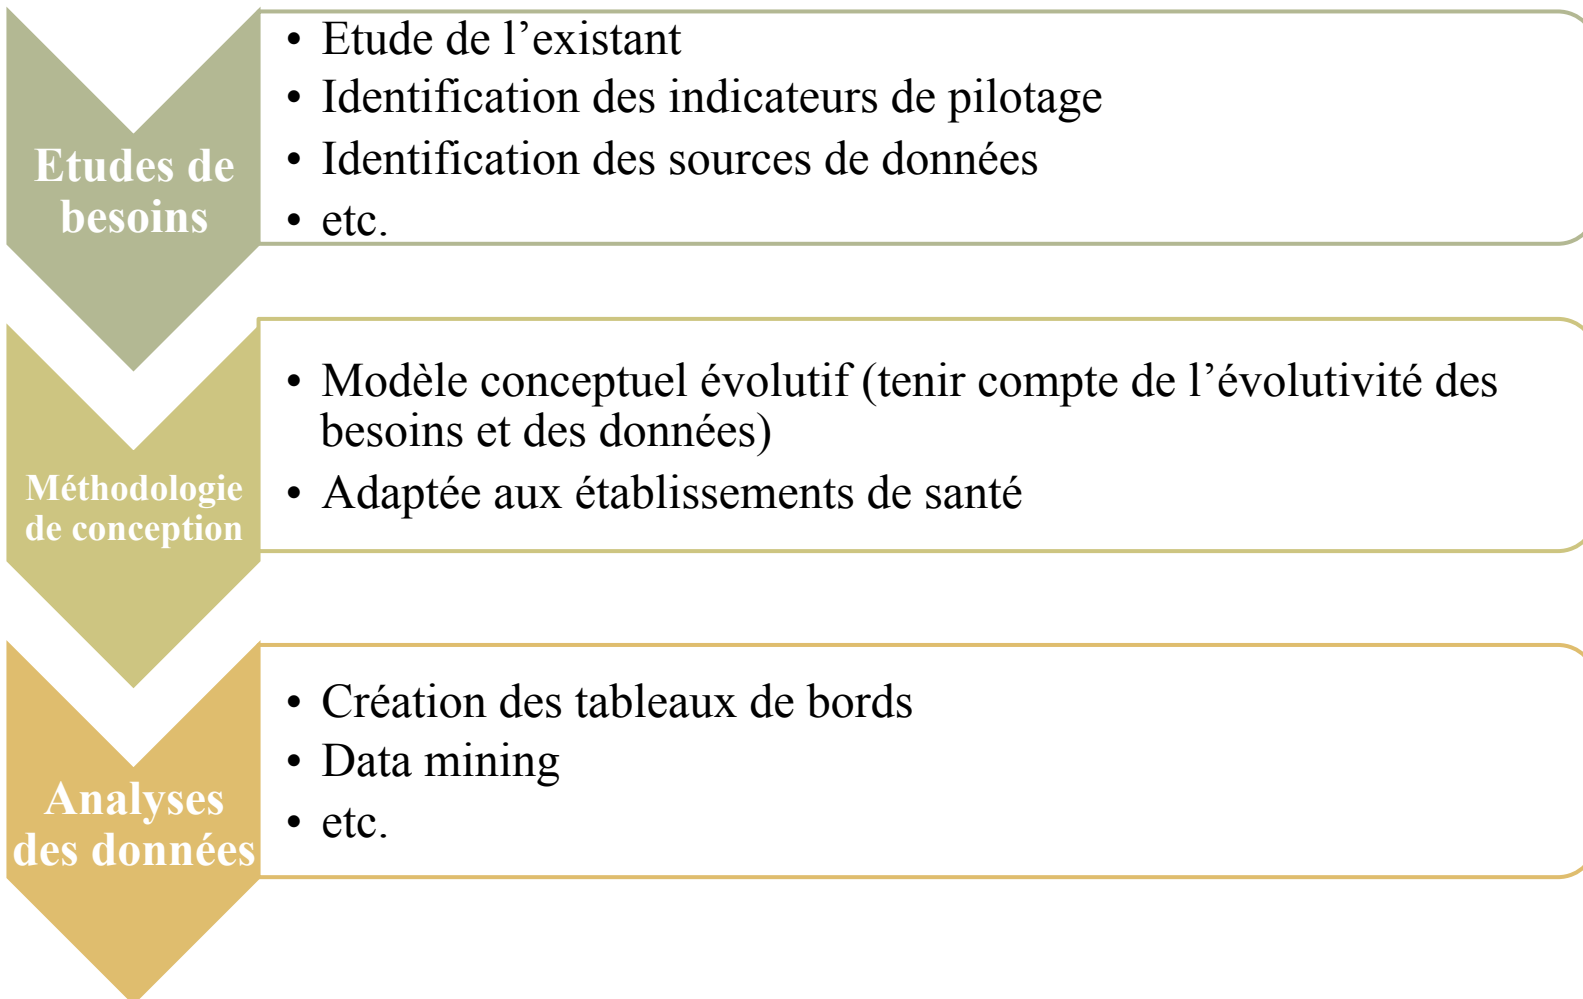 Etudes de
besoins
• Etude de l’existant
• Identification des indicateurs de pilotage
• Identification des sources de données
• etc.
Méthodologie
de conception
• Modèle conceptuel évolutif (tenir compte de l’évolutivité des
besoins et des données)
• Adaptée aux établissements de santé
Analyses
des données
• Création des tableaux de bords
• Data mining
• etc.